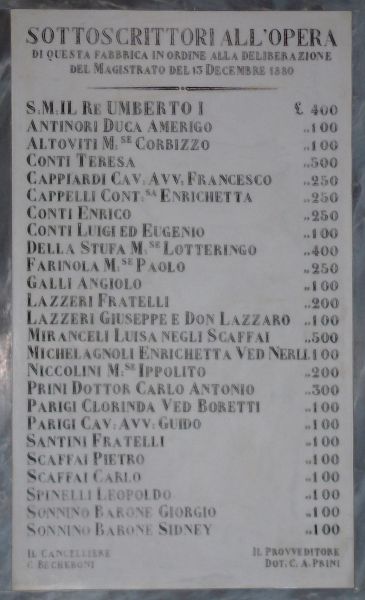 SOTTOSCRITTORI ALL'OPERA
DI QUESTA FABBRICA IN ORDINE ALLA DELIBERAZIONE
DEL MAGISTRATO DEL 13 DECEMBRE 1880
S. M. IL RE UMBERTO I £. 400
ANTINORI DUCA AMERIGO „100
ALTOVITI M.SE CORBIZZO „100
CONTI TERESA „500
CAPPIARDI CAV. AVV. FRANCESCO „250
CAPPELLI CONT.SA ENRICHETTA „250
CONTI ENRICO „250
CONTI LUIGI ED EUGENIO „100
DELLA STUFA M.SE LOTTERINGO „400
FARINOLA M.SE PAOLO „250
GALLI ANGIOLO „100
LAZZERI FRATELLI „200
LAZZERI GIUSEPPE E DON LAZZARO „100
MIRANCELI LUISA NEGLI SCAFFAI „500
MICHELAGNOLI ENRICHETTA VED NERLI 100
NICCOLINI M.SE IPPOLITO „200
PRINI DOTTOR CARLO ANTONIO „300
PARIGI CLORINDA VED BORETTI „100
PARIGI CAV: AVV: GUIDO „100
SANTINI FRATELLI „100
SCAFFAI PIETRO „100
SCAFFAI CARLO „100
SPINELLI LEOPOLDO „100
SONNINO BARONE GIORGIO „100
SONNINO BARONE SIDNEY „100
IL CANCELLIERE IL PROVVEDITORE
C. BECHERONI DOT. C. A. PRINI